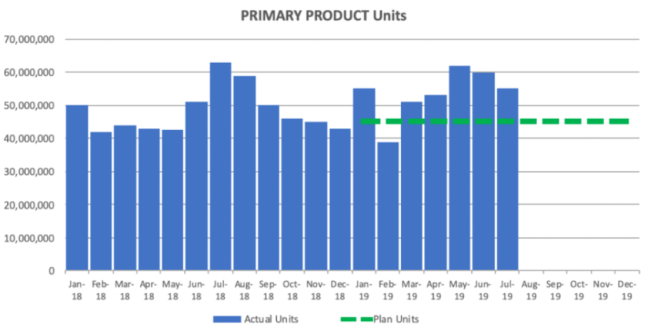 PRIMARY PRODUCT Units
70,000,000
60,000,000
50,000,000
40,000,000
30,000,000
20,000,000
10,000,000
0
Jan- Feb- Mar- Apr- May- Jun- Jul- Aug- Sep- Oct- Nov- Dec- Jan- Feb- Mar- Apr- May- Jun- Jul- Aug- Sep- Oct- Nov- Dec-
18 18 18 18 18 18 18 18 18 18 18 18 19 19 19 19 19 19 19 19 19 19 19 19
Actual Units Plan Units